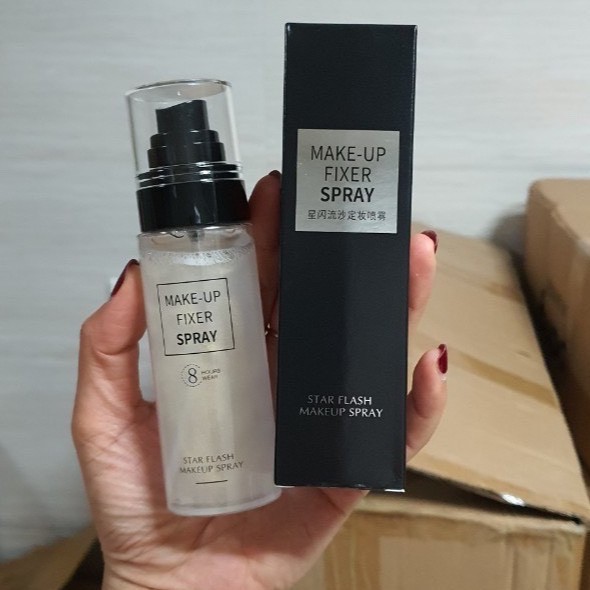 MAKE-UP
FIXER
SPRAY
8 HOURS
WEAR
STAR FLASH
MAKEUP SPRAY
MAKE-UP
FIXER
SPRAY
星闪流沙定妆喷雾
STAR FLASH
MAKEUP SPRAY